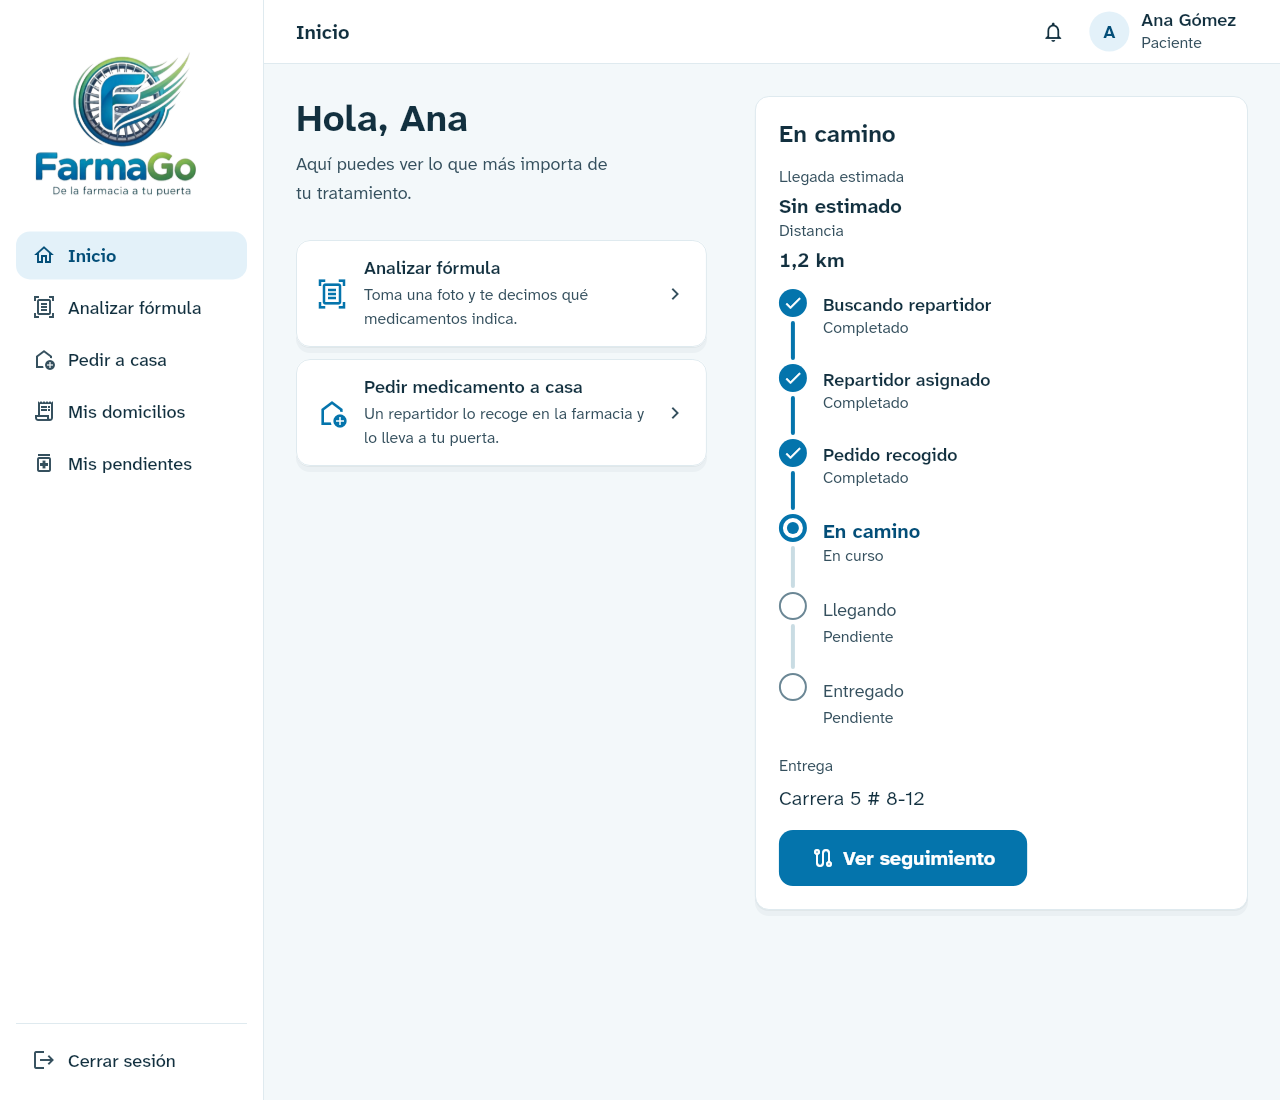 FarmaGo
De la farmacia a tu puerta
Inicio
Analizar fórmula
Pedir a casa
Mis domicilios
Mis pendientes
Cerrar sesión
Inicio
A
Ana Gómez
Paciente
Hola, Ana
Aquí puedes ver lo que más importa de
tu tratamiento.
Analizar fórmula
Toma una foto y te decimos qué
medicamentos indica.
Pedir medicamento a casa
Un repartidor lo recoge en la farmacia y
lo lleva a tu puerta.
En camino
Llegada estimada
Sin estimado
Distancia
1,2 km
Buscando repartidor
Completado
Repartidor asignado
Completado
Pedido recogido
Completado
En camino
En curso
Llegando
Pendiente
Entregado
Pendiente
Entrega
Carrera 5 # 8-12
Ver seguimiento